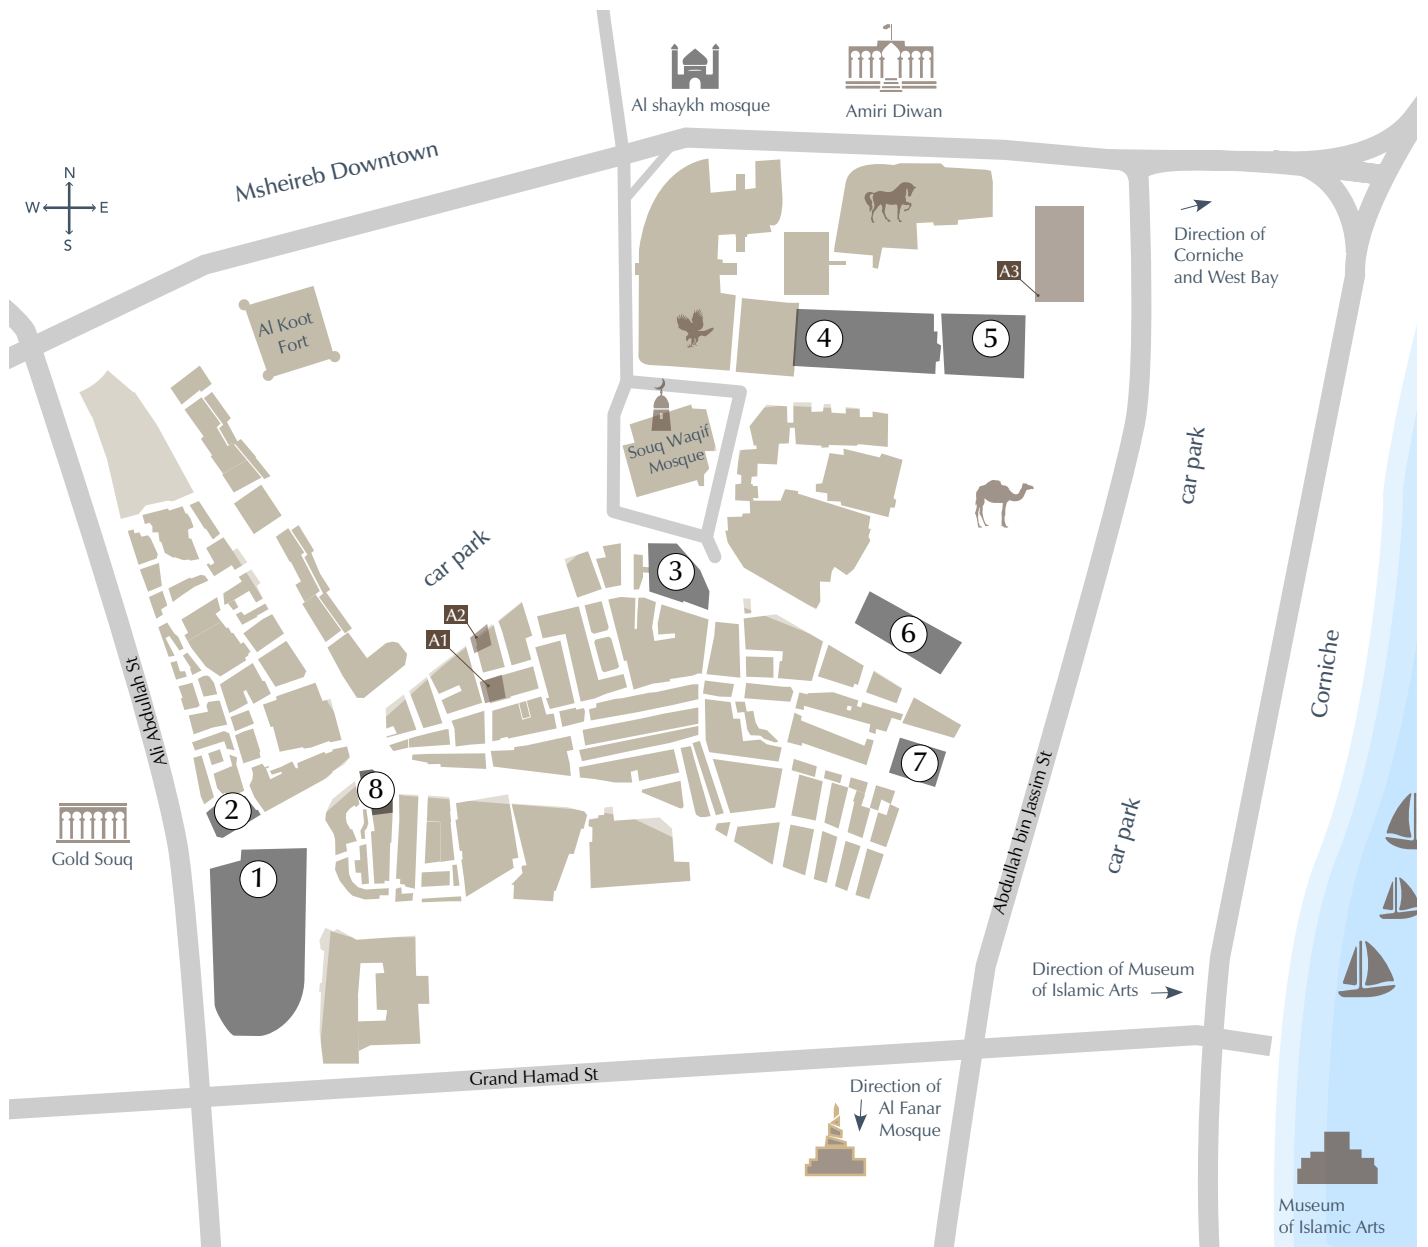 Al shaykh mosque
Amiri Diwan
Msheireb Downtown
N
W
E
S
Direction of
Corniche
and West Bay
A3
Al Koot
Fort
4
5
Souq Waqif
Mosque
car park
car park
3
A2
A1
6
Corniche
Ali Abdullah St
7
8
2
Gold Souq
1
Abdullah bin Jassim St
car park
Direction of Museum
of Islamic Arts
Grand Hamad St
Direction of
Al Fanar
Mosque
Museum
of Islamic Arts